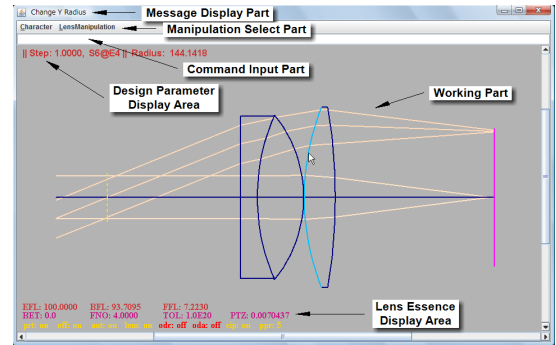 Change Y Radius
Message Display Part
Character LensManipulation
Manipulation Select Part
|| Step: 1.0000, S6@E4 || Radius: 144.1418
Command Input Part
Design Parameter
Display Area
Working Part
EFL: 100.0000 BFL: 93.7095 FFL: 7.2230
BET: 0.0 FNO: 4.0000 TOL: 1.0E20 PTZ: 0.0070437
Lens Essence
Display Area
odr: off oda: off